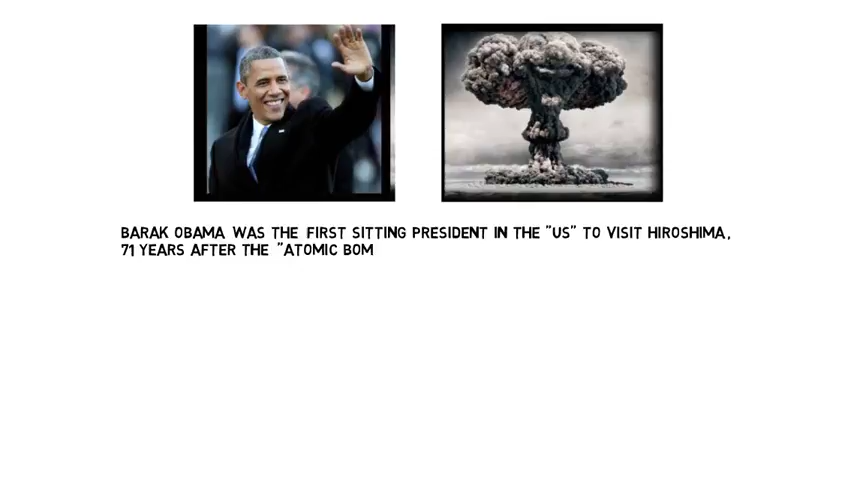 BARAK OBAMA WAS THE FIRST SITTING PRESIDENT IN THE "US" TO VISIT HIROSHIMA,
71 YEARS AFTER THE "ATOMIC BOM